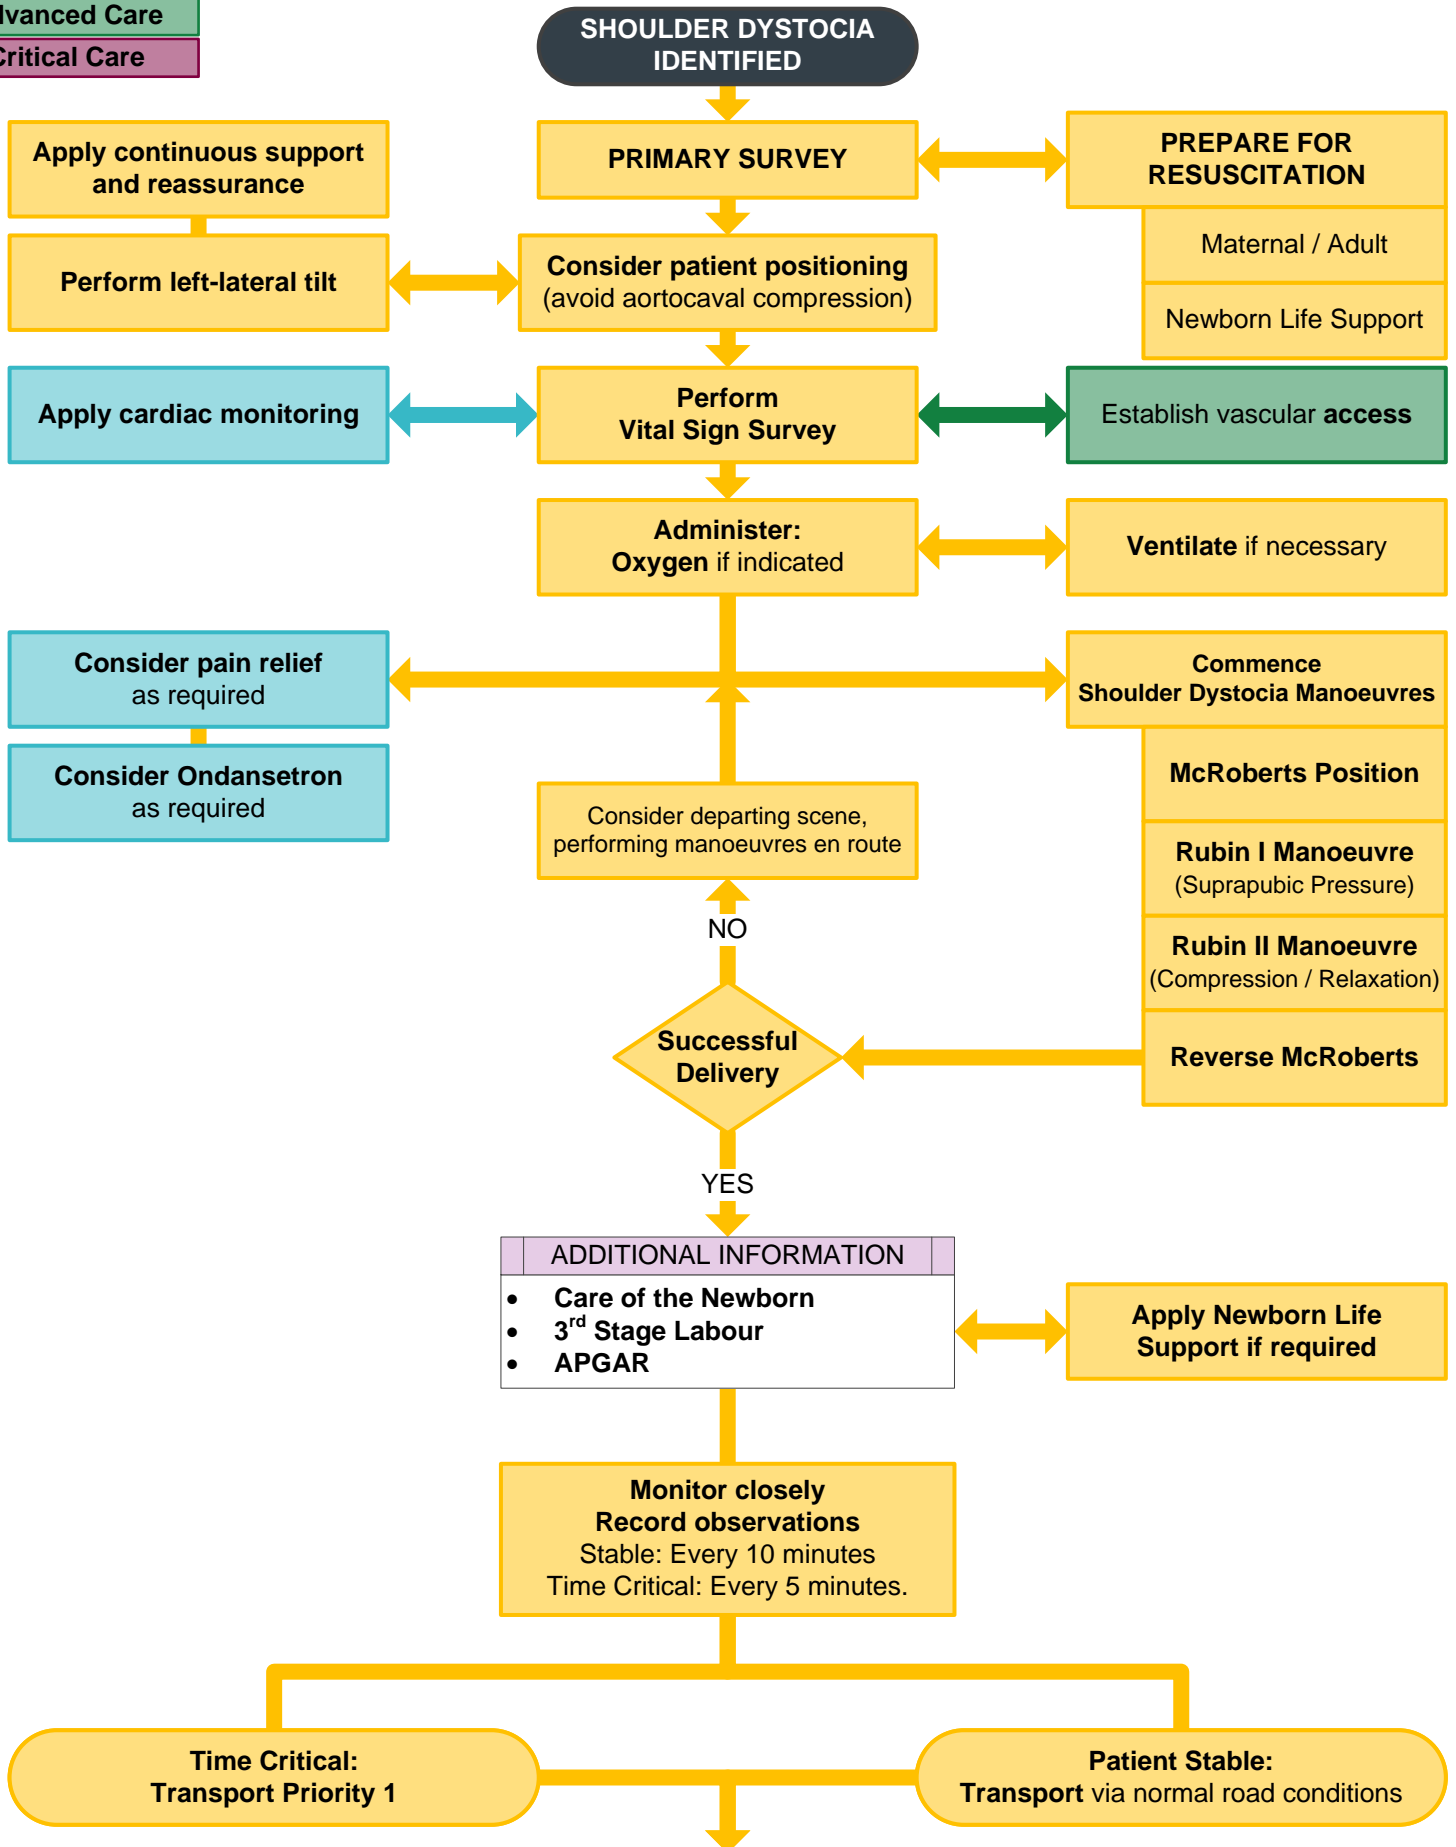 Care
Critical Care
SHOULDER DYSTOCIA
IDENTIFIED
Apply continuous support
and reassurance
PRIMARY SURVEY
PREPARE FOR
RESUSCITATION
Maternal / Adult
Newborn Life Support
Perform left-lateral tilt
Consider patient positioning
(avoid aortocaval compression)
Apply cardiac monitoring
Perform
Vital Sign Survey
Establish vascular access
Administer:
Oxygen if indicated
Ventilate if necessary
Consider pain relief
as required
Consider Ondansetron
as required
Commence
Shoulder Dystocia Manoeuvres
McRoberts Position
Rubin I Manoeuvre
(Suprapubic Pressure)
Rubin II Manoeuvre
(Compression / Relaxation)
Reverse McRoberts
Consider departing scene,
performing manoeuvres en route
NO
Successful
Delivery
YES
ADDITIONAL INFORMATION
• Care of the Newborn
• 3rd Stage Labour
• APGAR
Apply Newborn Life
Support if required
Monitor closely
Record observations
Stable: Every 10 minutes
Time Critical: Every 5 minutes.
Time Critical:
Transport Priority 1
Patient Stable:
Transport via normal road conditions